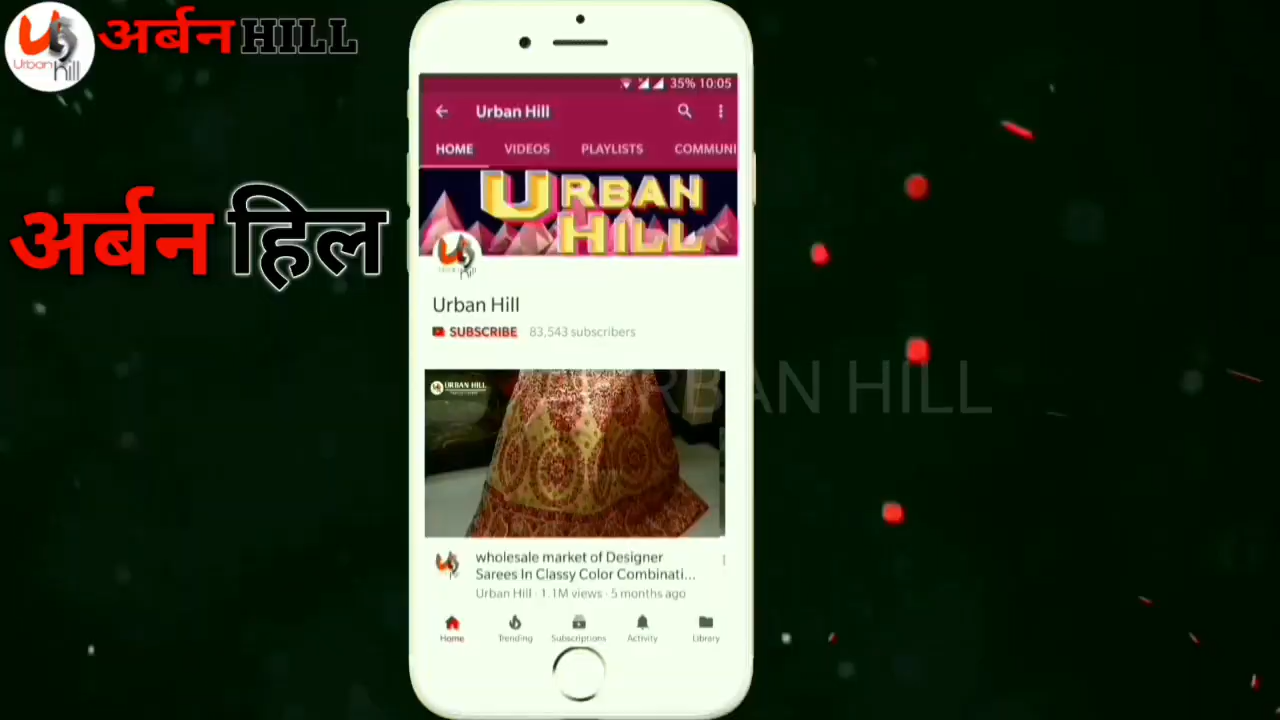 Urban hill
अर्बन HILL
अर्बन हिल
35% 10:05
Urban Hill
HOME VIDEOS PLAYLISTS COMMUNI
URBAN
HILL
Urban Hill
SUBSCRIBE 83,543 subscribers
URBAN HILL
URBAN HILL
wholesale market of Designer
Sarees In Classy Color Combinati...
Urban Hill · 1.1M views · 5 months ago
Home Trending Subscriptions Activity Library